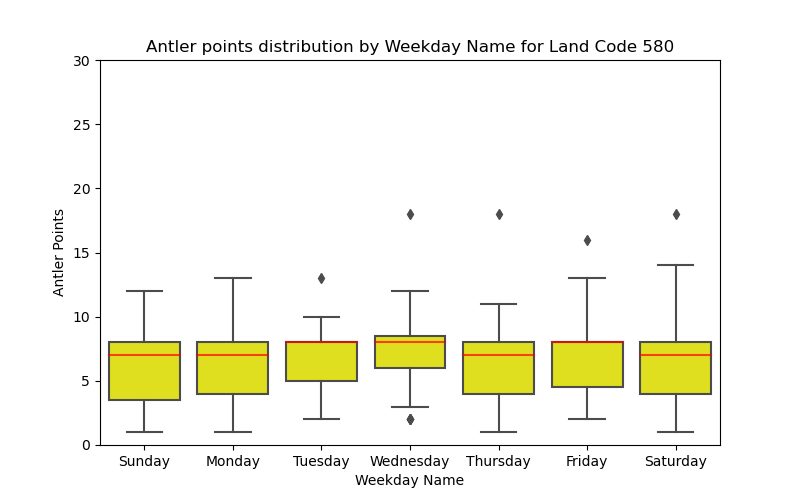 Antler points distribution by Weekday Name for Land Code 580
30
25
20
15
10
5
0
Antler Points
Sunday Monday Tuesday Wednesday Thursday Friday Saturday
Weekday Name